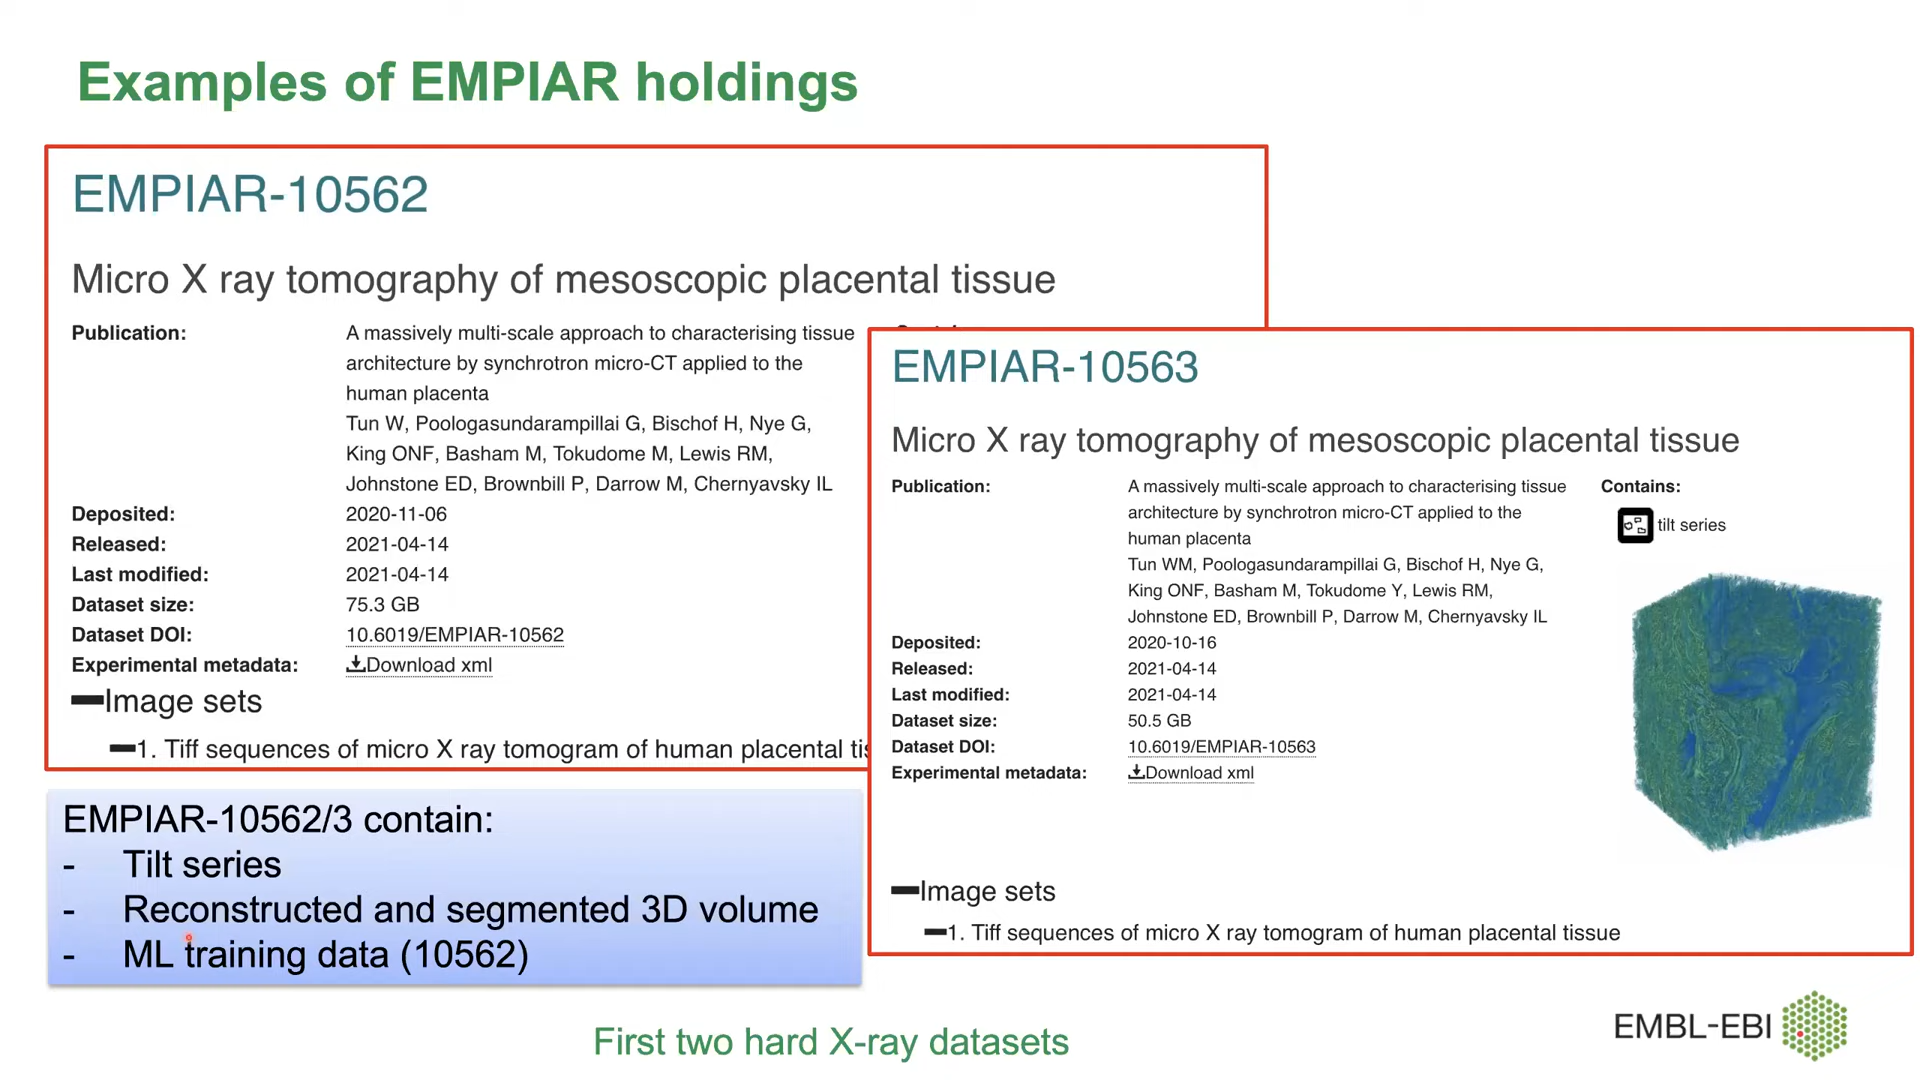 Examples of EMPIAR holdings
EMPIAR-10562
Micro X ray tomography of mesoscopic placental tissue
Publication:
A massively multi-scale approach to characterising tissue
architecture by synchrotron micro-CT applied to the
human placenta
Tun W, Poologasundarampillai G, Bischof H, Nye G,
King ONF, Basham M, Tokudome M, Lewis RM,
Johnstone ED, Brownbill P, Darrow M, Chernyavsky IL
Deposited: 2020-11-06
Released: 2021-04-14
Last modified: 2021-04-14
Dataset size: 75.3 GB
Dataset DOI: 10.6019/EMPIAR-10562
Experimental metadata: Download xml
Image sets
1. Tiff sequences of micro X ray tomogram of human placental
EMPIAR-10563
Micro X ray tomography of mesoscopic placental tissue
Publication:
A massively multi-scale approach to characterising tissue
architecture by synchrotron micro-CT applied to the
human placenta
Tun WM, Poologasundarampillai G, Bischof H, Nye G,
King ONF, Basham M, Tokudome Y, Lewis RM,
Johnstone ED, Brownbill P, Darrow M, Chernyavsky IL
Deposited: 2020-10-16
Released: 2021-04-14
Last modified: 2021-04-14
Dataset size: 50.5 GB
Dataset DOI: 10.6019/EMPIAR-10563
Experimental metadata: Download xml
Contains:
tilt series
Image sets
1. Tiff sequences of micro X ray tomogram of human placental tissue
EMPIAR-10562/3 contain:
- Tilt series
- Reconstructed and segmented 3D volume
- ML training data (10562)
First two hard X-ray datasets
EMBL-EBI